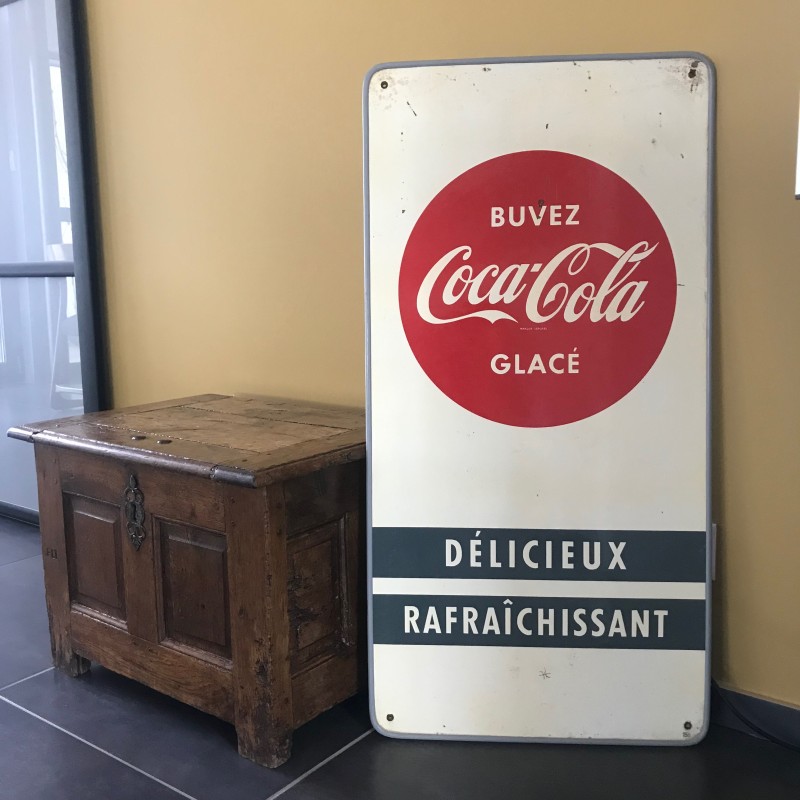 BUVEZ
Coca-Cola
GLACÉ
DÉLICIEUX
RAFRAÎCHISSANT